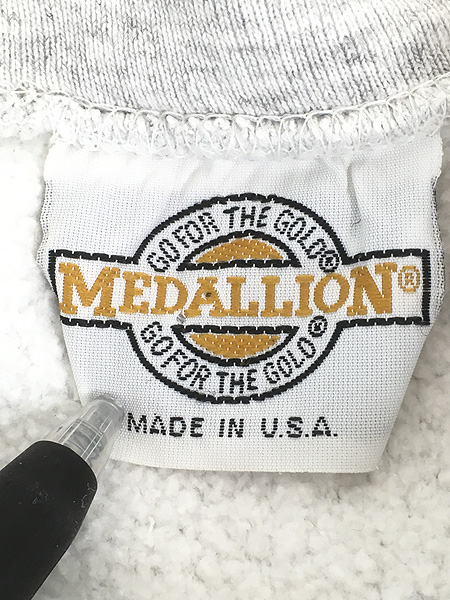 GO FOR THE GOLD®
MEDALLION®
GO FOR THE GOLD®
MADE IN U.S.A.